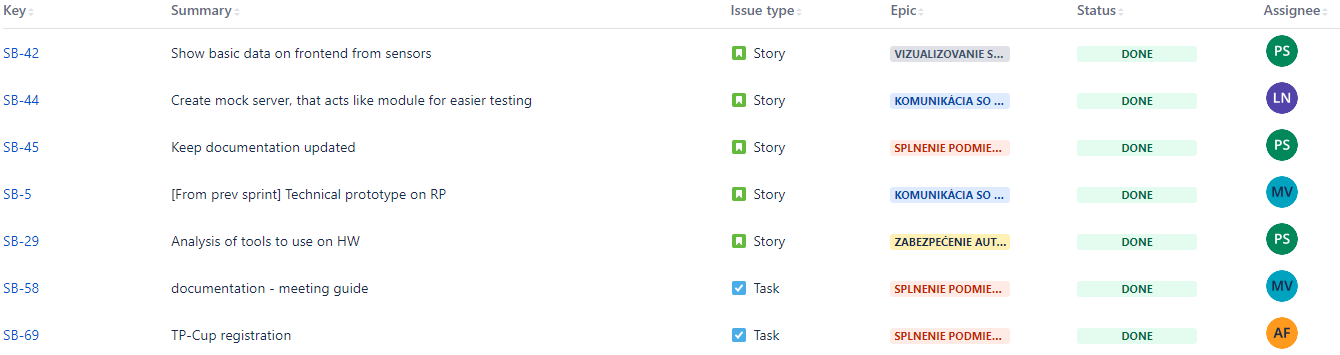 Key Summary Issue type Epic Status Assignee
SB-42 Show basic data on frontend from sensors Story VIZUALIZOVANIE S... DONE PS
SB-44 Create mock server, that acts like module for easier testing Story KOMUNIKÁCIA SO ... DONE LN
SB-45 Keep documentation updated Story SPLNENIE PODMIE... DONE PS
SB-5 [From prev sprint] Technical prototype on RP Story KOMUNIKÁCIA SO ... DONE MV
SB-29 Analysis of tools to use on HW Story ZABEZPEČENIE AUT... DONE PS
SB-58 documentation - meeting guide Task SPLNENIE PODMIE... DONE MV
SB-69 TP-Cup registration Task SPLNENIE PODMIE... DONE AF